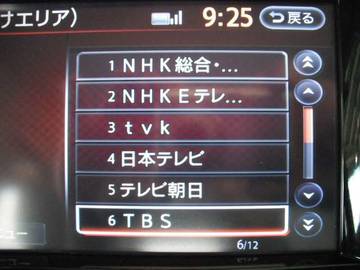 ナエリア)
9:25
戻る
1 NHK総合・...
2 NHKEテレ...
3 tvk
4 日本テレビ
5 テレビ朝日
6 TBS
ニュー
6/12